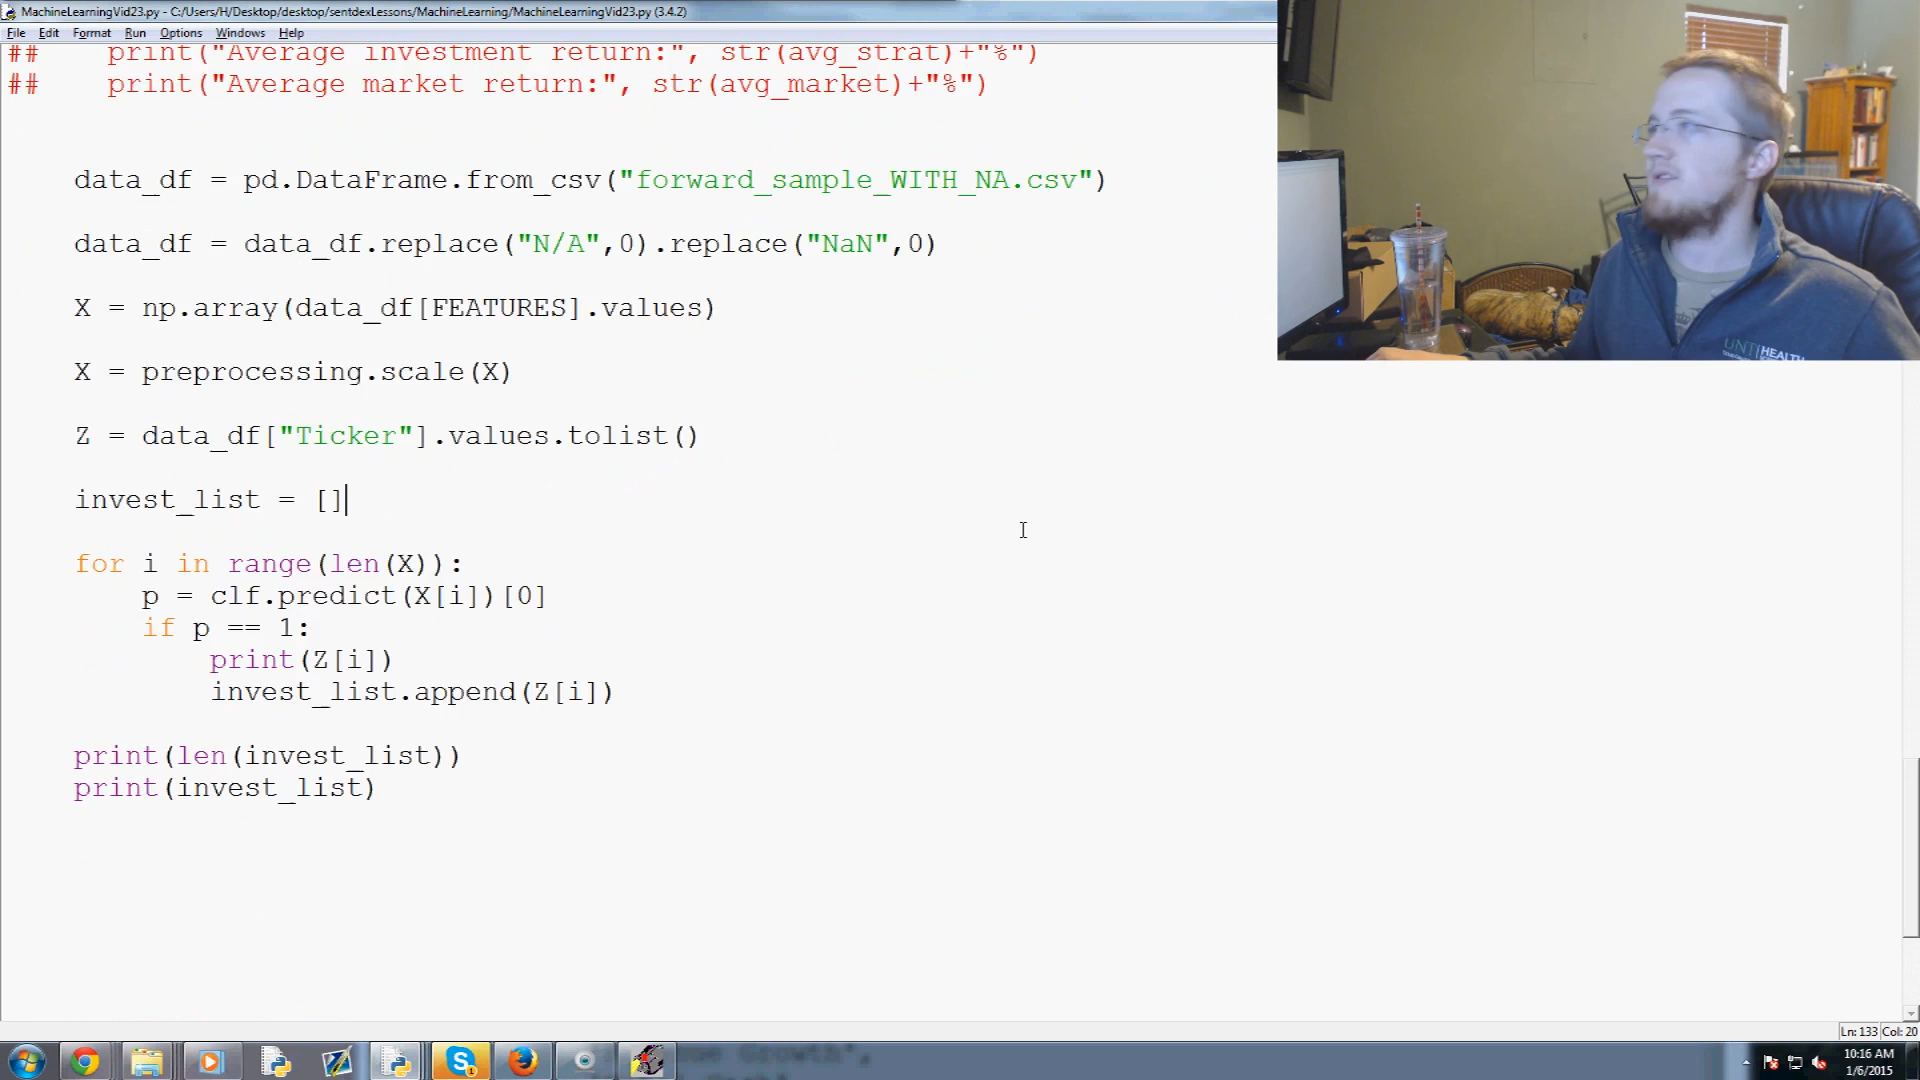 MachineLearningVid23.py - C:/Users/H/Desktop/desktop/sentdexLessons/MachineLearning/MachineLearningVid23.py (3.4.2)
File Edit Format Run Options Windows Help
##    print("Average investment return:", str(avg_strat)+"%")
##    print("Average market return:", str(avg_market)+"%")
data_df = pd.DataFrame.from_csv("forward_sample_WITH_NA.csv")
data_df = data_df.replace("N/A",0).replace("NaN",0)
X = np.array(data_df[FEATURES].values)
X = preprocessing.scale(X)
Z = data_df["Ticker"].values.tolist()
invest_list = []
for i in range(len(X)):
    p = clf.predict(X[i])[0]
    if p == 1:
        print(Z[i])
        invest_list.append(Z[i])
print(len(invest_list))
print(invest_list)
UNT HEALTH
Ln: 133 Col: 20
10:16 AM
1/6/2015